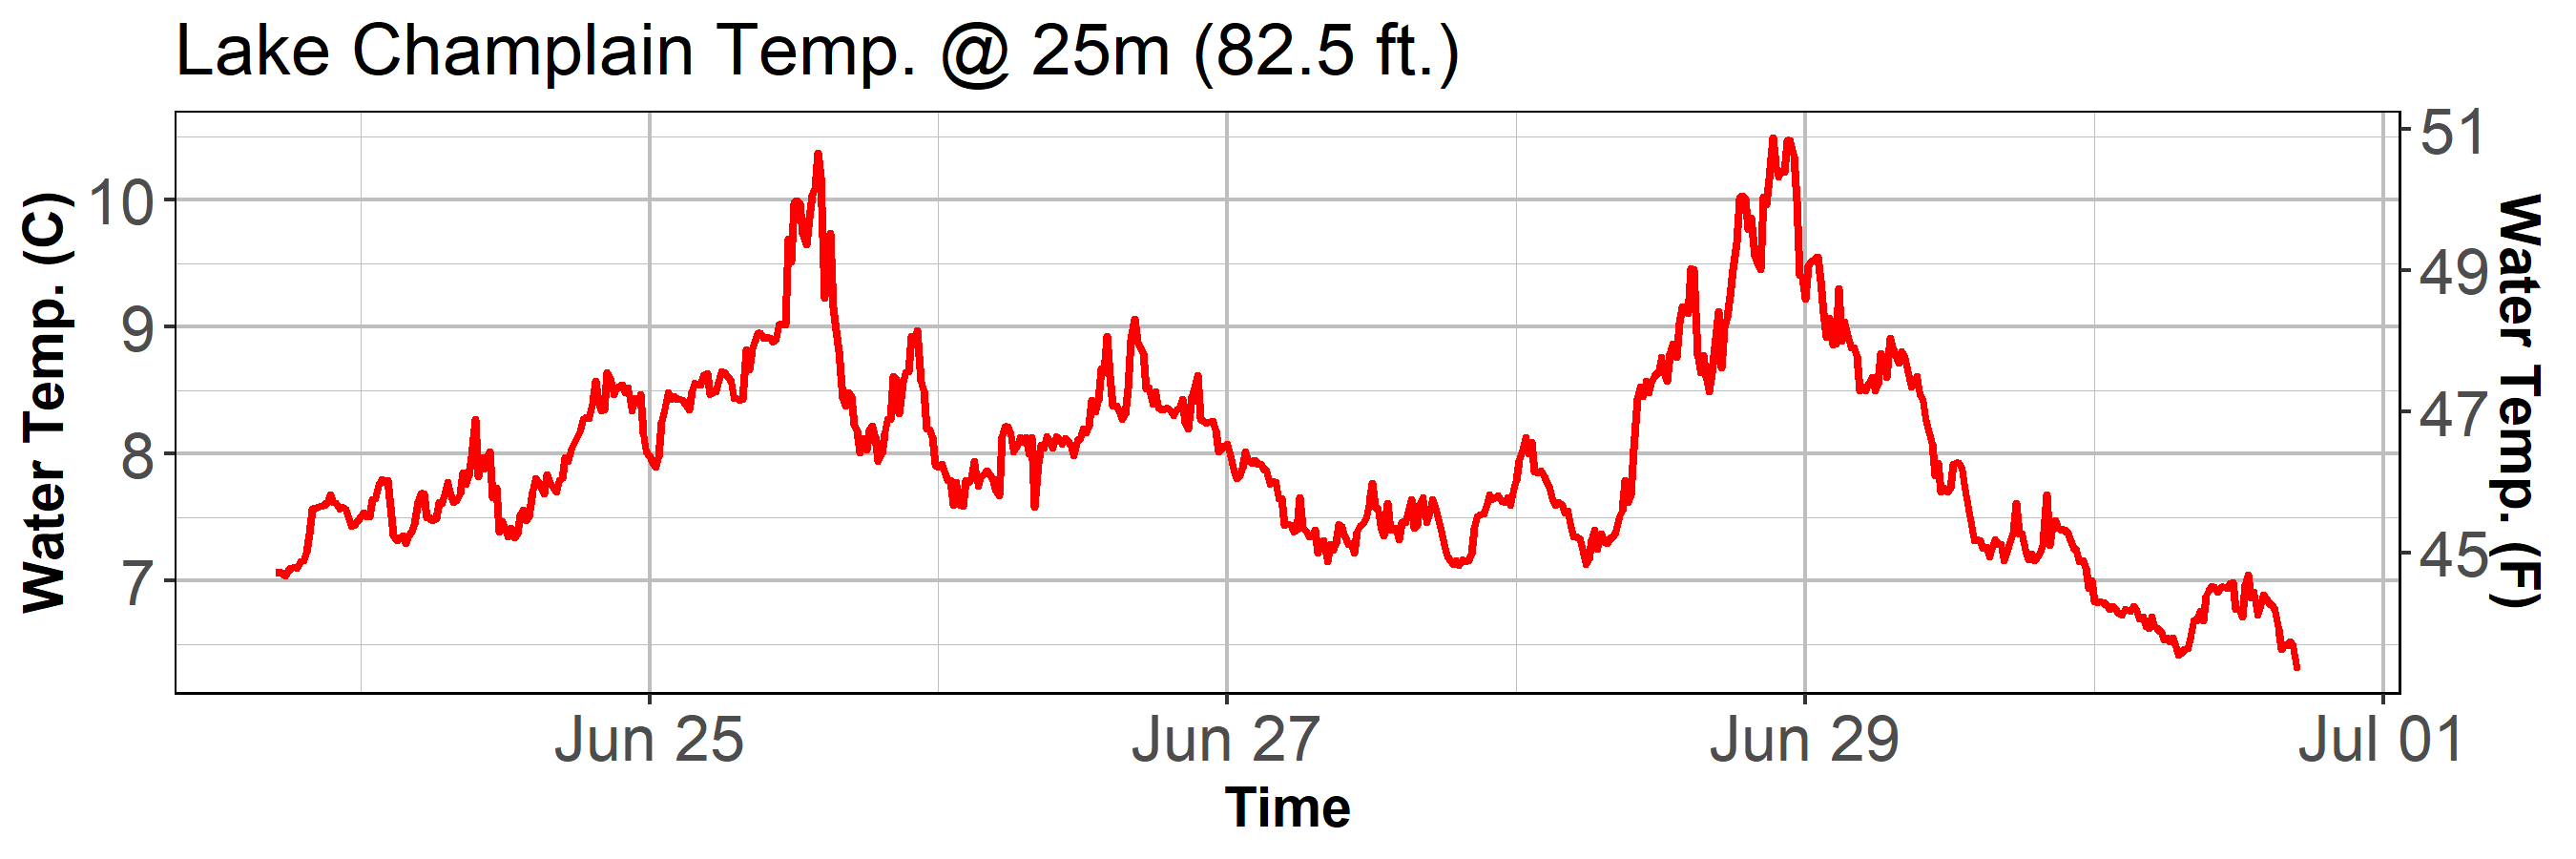 Lake Champlain Temp. @ 25m (82.5 ft.)
Water Temp. (C)
10
9
8
7
51
49
47
45
Water Temp. (F)
Jun 25
Jun 27
Jun 29
Jul 01
Time